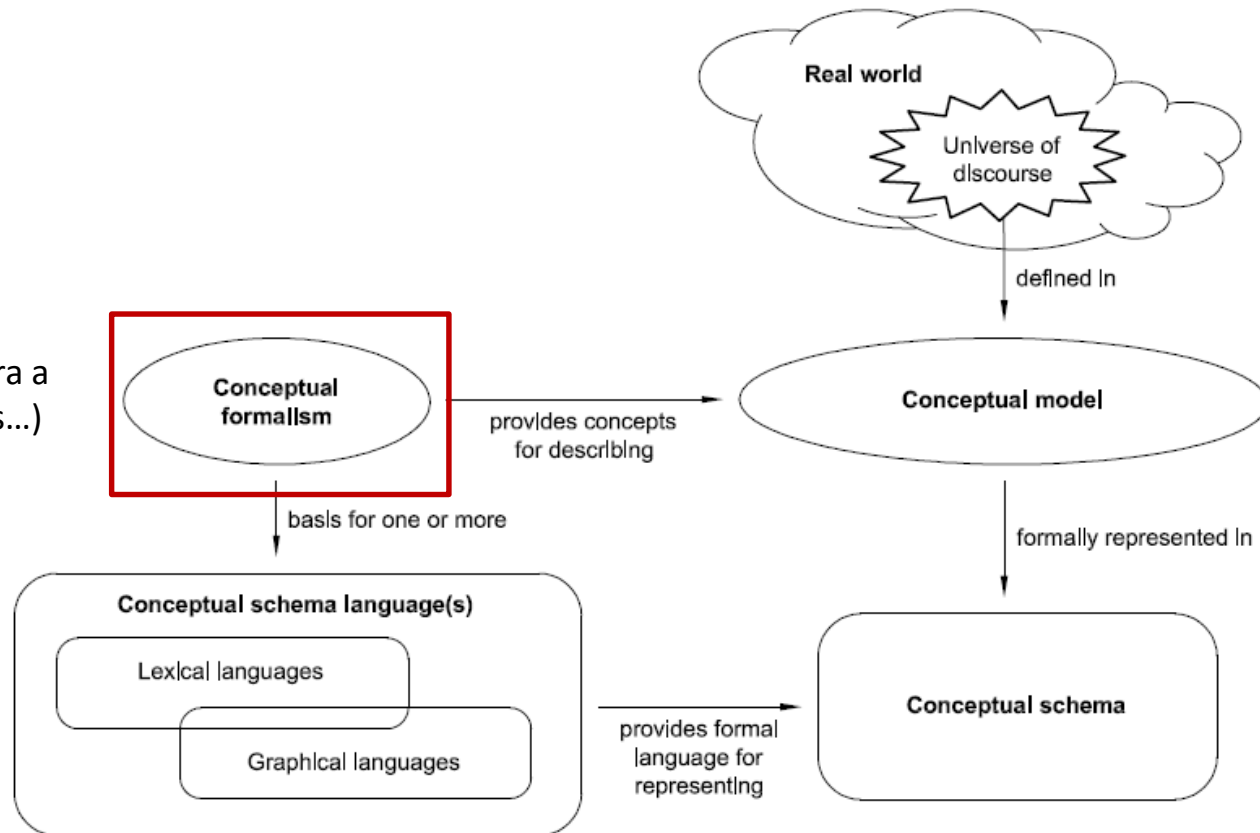 Real world
Universe of
discourse
defined in
ra a
s...)
Conceptual
formalism
provides concepts
for describing
Conceptual model
basis for one or more
formally represented in
Conceptual schema language(s)
Lexical languages
Graphical languages
provides formal
language for
representing
Conceptual schema